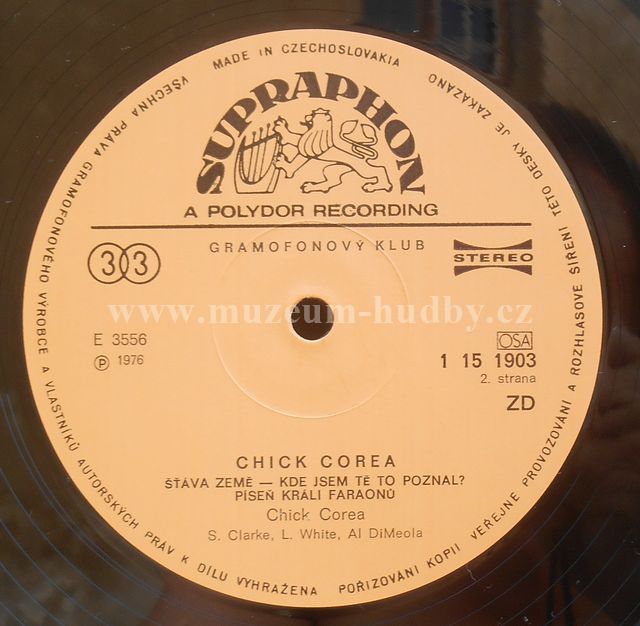 MADE IN CZECHOSLOVAKIA
SUPRAPHON
A POLYDOR RECORDING
GRAMOFONOVÝ KLUB
33
STEREO
www.muzeum-hudby.cz
E 3556
Ⓟ 1976
OSA
1 15 1903
2. strana
ZD
CHICK COREA
ŠŤÁVA ZEMĚ — KDE JSEM TĚ TO POZNAL?
PÍSEŇ KRÁLI FARAONŮ
Chick Corea
S. Clarke, L. White, Al DiMeola
VŠECHNA PRÁVA GRAMOFONOVÉHO VÝROBCE A VLASTNÍKŮ AUTORSKÝCH PRÁV K DÍLU VYHRAŽENA POŘIZOVÁNÍ KOPIÍ VEŘEJNÉ PROVOZOVÁNÍ A ROZHLASOVÉ ŠÍŘENÍ TÉTO DESKY JE ZAKÁZÁNO